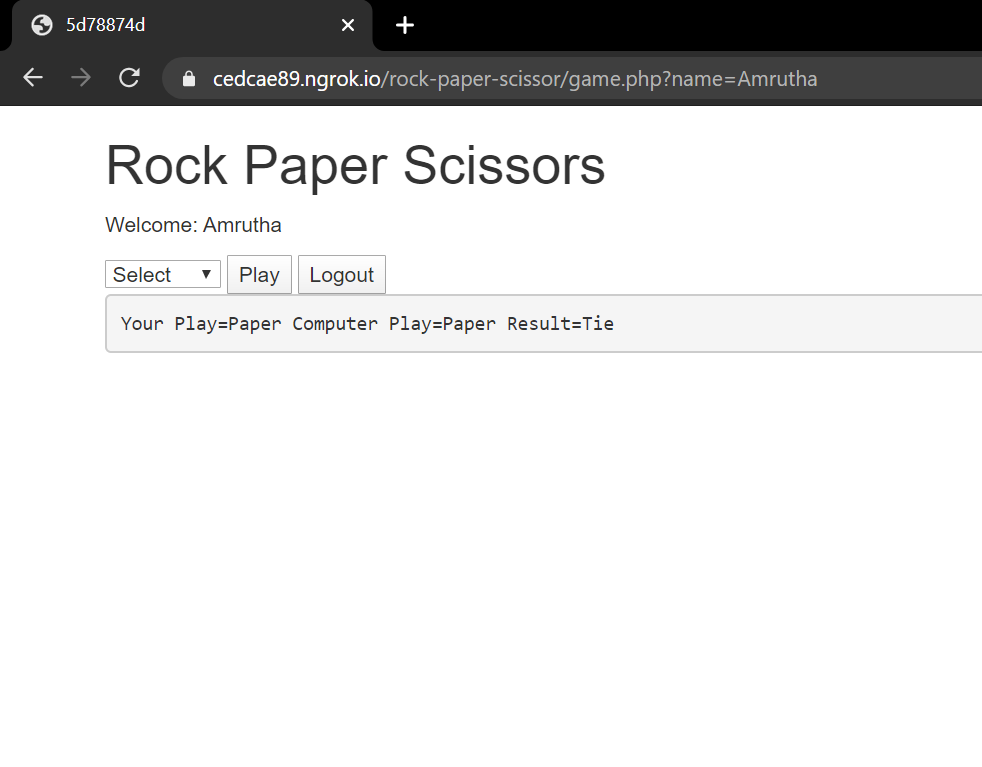 5d78874d
cedcae89.ngrok.io/rock-paper-scissor/game.php?name=Amrutha
Rock Paper Scissors
Welcome: Amrutha
Select Play Logout
Your Play=Paper Computer Play=Paper Result=Tie